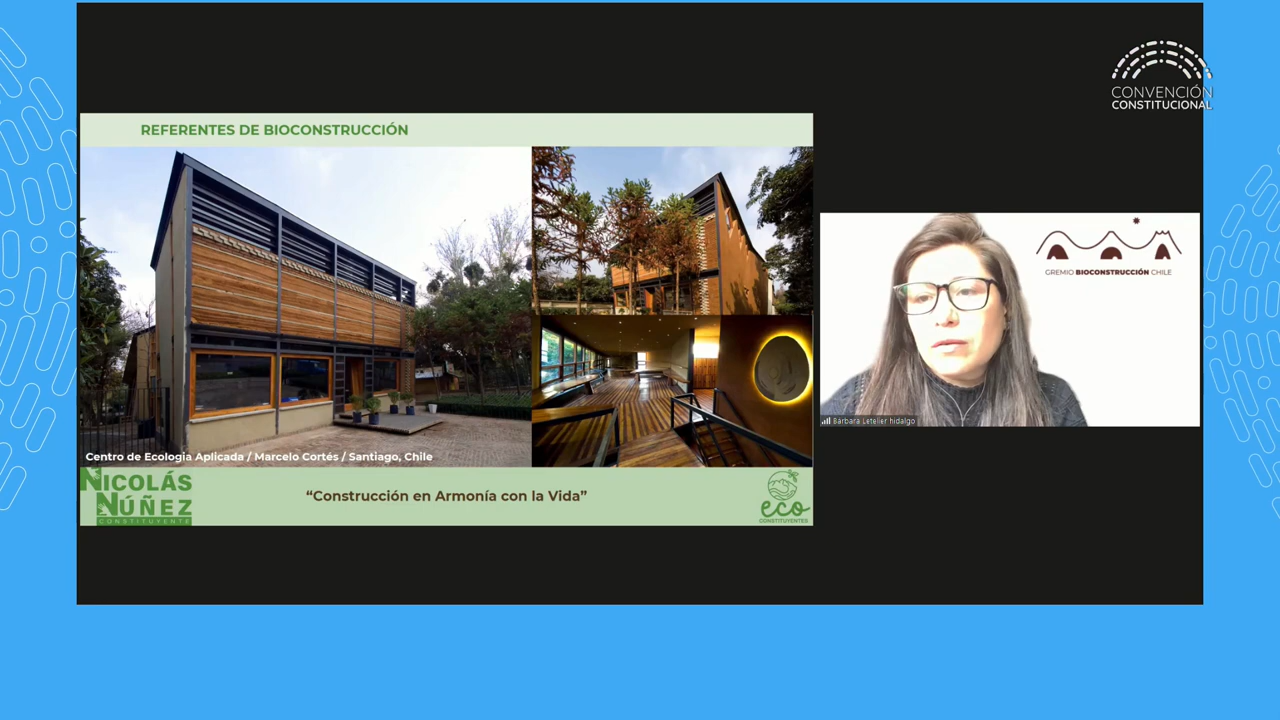 CONVENCIÓN
CONSTITUCIONAL
REFERENTES DE BIOCONSTRUCCIÓN
GREMIO BIOCONSTRUCCIÓN CHILE
Bárbara Letelier hidalgo
Centro de Ecología Aplicada / Marcelo Cortés / Santiago, Chile
NICOLÁS
NÚÑEZ
CONSTITUYENTE
“Construcción en Armonía con la Vida”
eco
CONSTITUYENTES